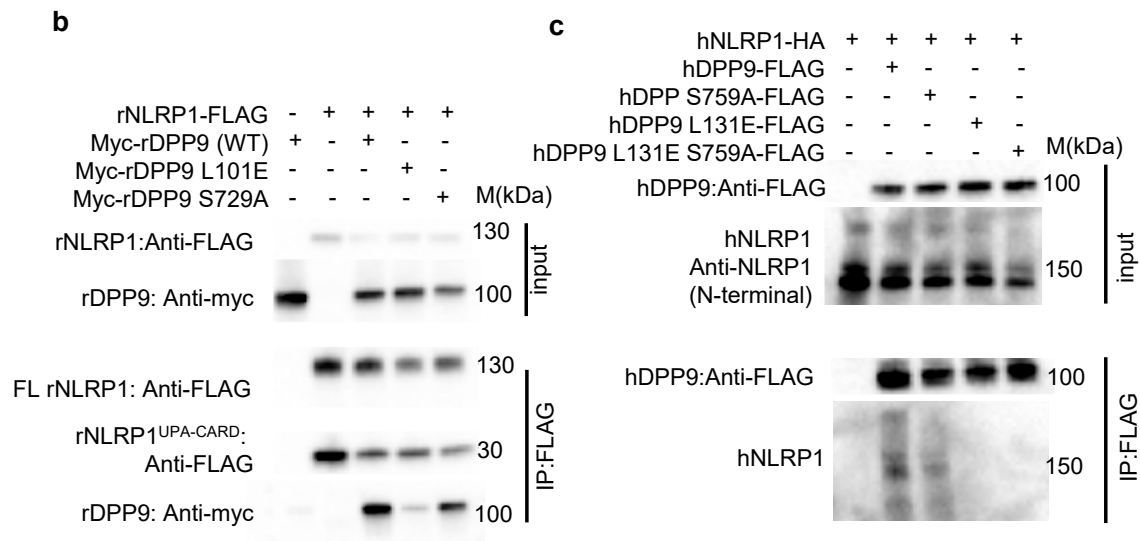 b
rNLRP1-FLAG - + + + +
Myc-rDPP9 (WT) + - + - -
Myc-rDPP9 L101E - - - + -
Myc-rDPP9 S729A - - - - + M(kDa)
rNLRP1:Anti-FLAG 130
rDPP9: Anti-myc 100
input
FL rNLRP1: Anti-FLAG 130
rNLRP1UPA-CARD:
Anti-FLAG 30
rDPP9: Anti-myc 100
IP:FLAG
c
hNLRP1-HA + + + + +
hDPP9-FLAG - + - - -
hDPP S759A-FLAG - - + - -
hDPP9 L131E-FLAG - - - + -
hDPP9 L131E S759A-FLAG - - - - + M(kDa)
hDPP9:Anti-FLAG 100
hNLRP1
Anti-NLRP1 150
(N-terminal)
input
hDPP9:Anti-FLAG 100
hNLRP1 150
IP:FLAG